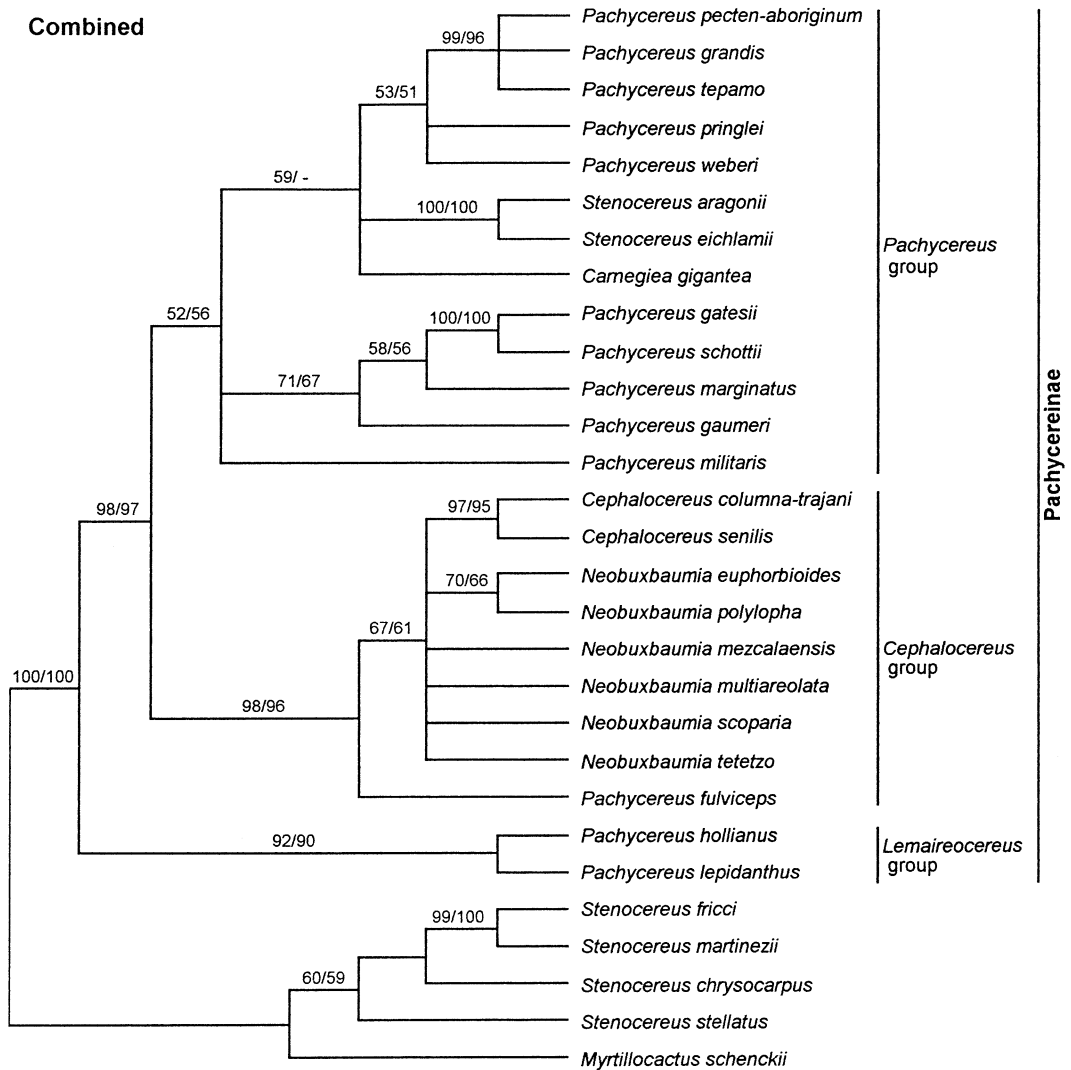 Combined
99/96
Pachycereus pecten-aboriginum
Pachycereus grandis
Pachycereus tepamo
53/51
Pachycereus pringlei
Pachycereus weberi
59/ -
100/100
Stenocereus aragonii
Stenocereus eichlamii
Carnegiea gigantea
Pachycereus
group
52/56
100/100
Pachycereus gatesii
Pachycereus schottii
58/56
Pachycereus marginatus
71/67
Pachycereus gaumeri
Pachycereus militaris
Pachycereinae
98/97
97/95
Cephalocereus columna-trajani
Cephalocereus senilis
70/66
Neobuxbaumia euphorbioides
Neobuxbaumia polylopha
67/61
Neobuxbaumia mezcalaensis
Cephalocereus
group
Neobuxbaumia multiareolata
100/100
98/96
Neobuxbaumia scoparia
Neobuxbaumia tetetzo
Pachycereus fulviceps
92/90
Pachycereus hollianus
Pachycereus lepidanthus
Lemaireocereus
group
99/100
Stenocereus fricci
Stenocereus martinezii
60/59
Stenocereus chrysocarpus
Stenocereus stellatus
Myrtillocactus schenckii